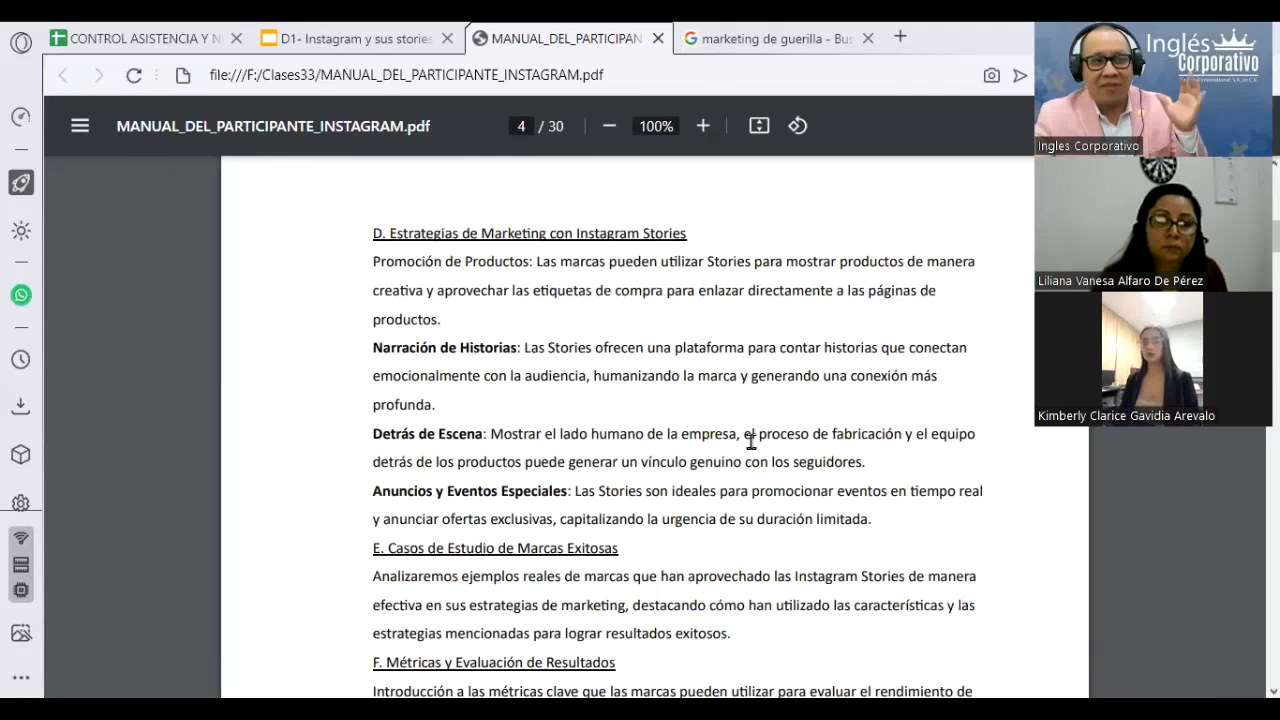 CONTROL ASISTENCIA Y N
D1- Instagram y sus stories
MANUAL_DEL_PARTICIPAN
marketing de guerilla - Bus
file:///F:/Clases33/MANUAL_DEL_PARTICIPANTE_INSTAGRAM.pdf
MANUAL_DEL_PARTICIPANTE_INSTAGRAM.pdf
4 / 30
100%
D. Estrategias de Marketing con Instagram Stories
Promoción de Productos: Las marcas pueden utilizar Stories para mostrar productos de manera
creativa y aprovechar las etiquetas de compra para enlazar directamente a las páginas de
productos.
Narración de Historias: Las Stories ofrecen una plataforma para contar historias que conectan
emocionalmente con la audiencia, humanizando la marca y generando una conexión más
profunda.
Detrás de Escena: Mostrar el lado humano de la empresa, el proceso de fabricación y el equipo
detrás de los productos puede generar un vínculo genuino con los seguidores.
Anuncios y Eventos Especiales: Las Stories son ideales para promocionar eventos en tiempo real
y anunciar ofertas exclusivas, capitalizando la urgencia de su duración limitada.
E. Casos de Estudio de Marcas Exitosas
Analizaremos ejemplos reales de marcas que han aprovechado las Instagram Stories de manera
efectiva en sus estrategias de marketing, destacando cómo han utilizado las características y las
estrategias mencionadas para lograr resultados exitosos.
F. Métricas y Evaluación de Resultados
Introducción a las métricas clave que las marcas pueden utilizar para evaluar el rendimiento de
Inglés
Corporativo
Ingles Corporativo
Liliana Vanesa Alfaro De Pérez
Kimberly Clarice Gavidia Arevalo